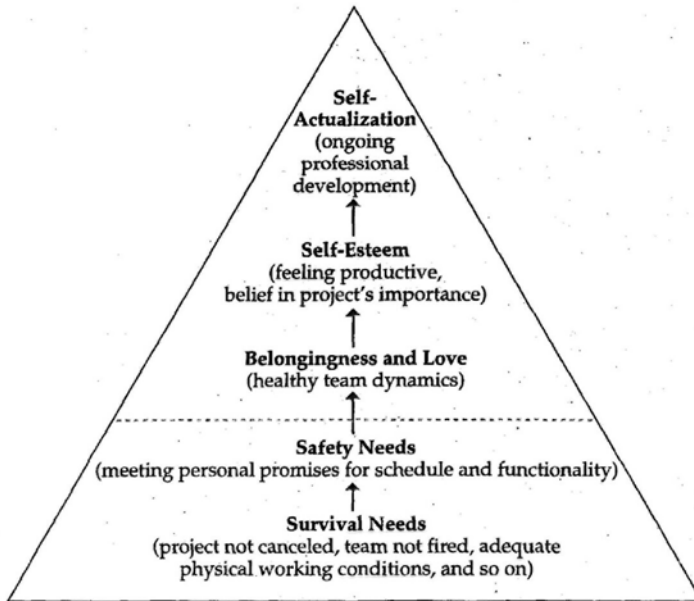 Self-
Actualization
(ongoing
professional
development)
Self-Esteem
(feeling productive,
belief in project's importance)
Belongingness and Love
(healthy team dynamics)
Safety Needs
(meeting personal promises for schedule and functionality)
Survival Needs
(project not canceled, team not fired, adequate
physical working conditions, and so on)